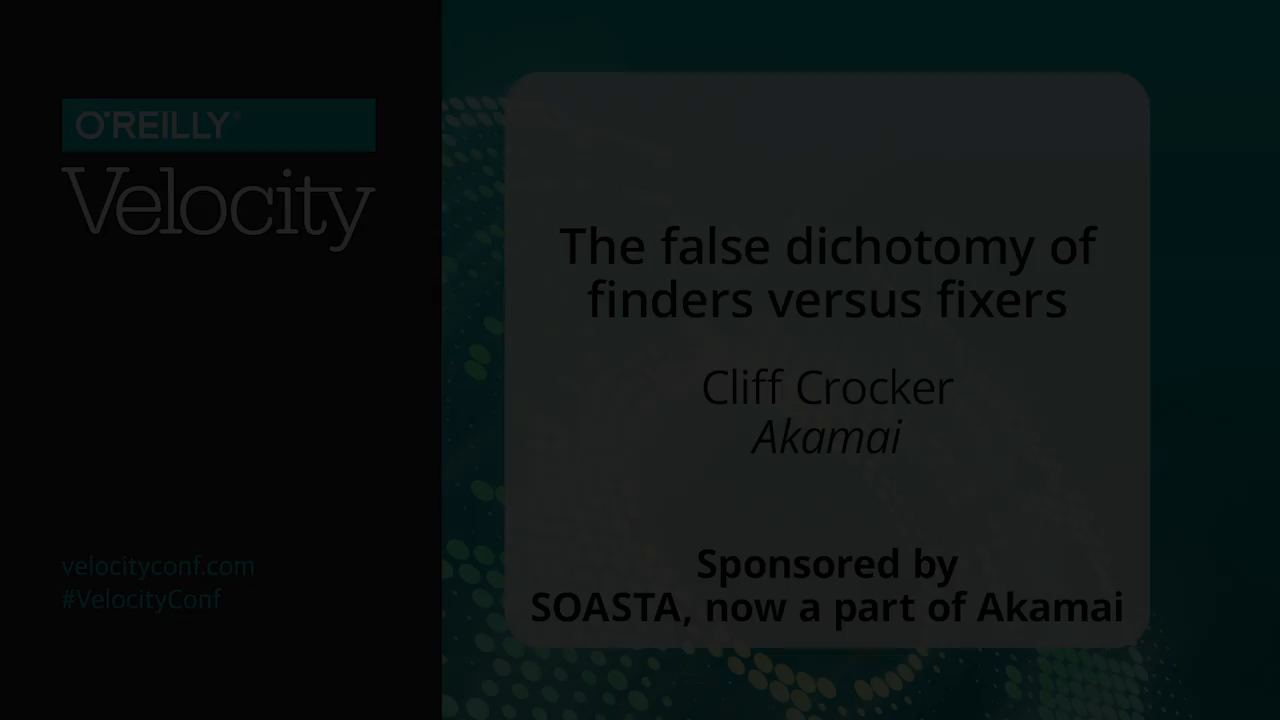 O'REILLY®
Velocity
velocityconf.com
#VelocityConf
The false dichotomy of
finders versus fixers
Cliff Crocker
Akamai
Sponsored by
SOASTA, now a part of Akamai